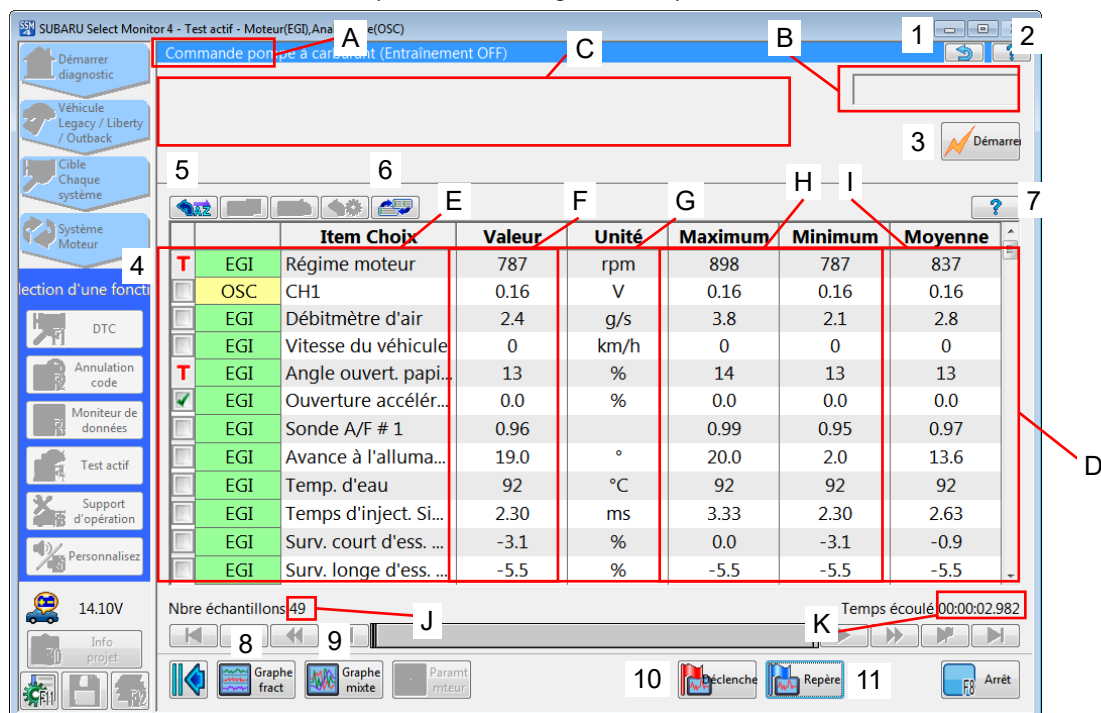 SUBARU Select Monitor 4 - Test actif - Moteur(EGI),Ana e(OSC)
A
B
C
1
2
Commande pompe à carburant (Entraînement OFF)
Démarrer
diagnostic
Véhicule
Legacy / Liberty
/ Outback
3
Démarrer
Cible
Chaque
système
5
6
H
I
E
F
G
7
AZ
?
Système
Moteur
4
lection d'une foncti
Item Choix Valeur Unité Maximum Minimum Moyenne
T EGI Régime moteur 787 rpm 898 787 837
OSC CH1 0.16 V 0.16 0.16 0.16
EGI Débitmètre d'air 2.4 g/s 3.8 2.1 2.8
EGI Vitesse du véhicule 0 km/h 0 0 0
T EGI Angle ouvert. papi... 13 % 14 13 13
EGI Ouverture accélér... 0.0 % 0.0 0.0 0.0
EGI Sonde A/F # 1 0.96 0.99 0.95 0.97
EGI Avance à l'alluma... 19.0 ° 20.0 2.0 13.6
EGI Temp. d'eau 92 °C 92 92 92
EGI Temps d'inject. Si... 2.30 ms 3.33 2.30 2.63
EGI Surv. court d'ess. ... -3.1 % 0.0 -3.1 -0.9
EGI Surv. longe d'ess. ... -5.5 % -5.5 -5.5 -5.5
D
DTC
Annulation
code
Moniteur de
données
Test actif
Support
d'opération
Personnalisez
14.10V
Info
projet
F11
Nbre échantillons 49
J
Temps écoulé 00:00:02.982
K
8
9
Graphe
fract
Graphe
mixte
Paramt
mteur
10
Déclenche
Repère
11
F8
Arrêt